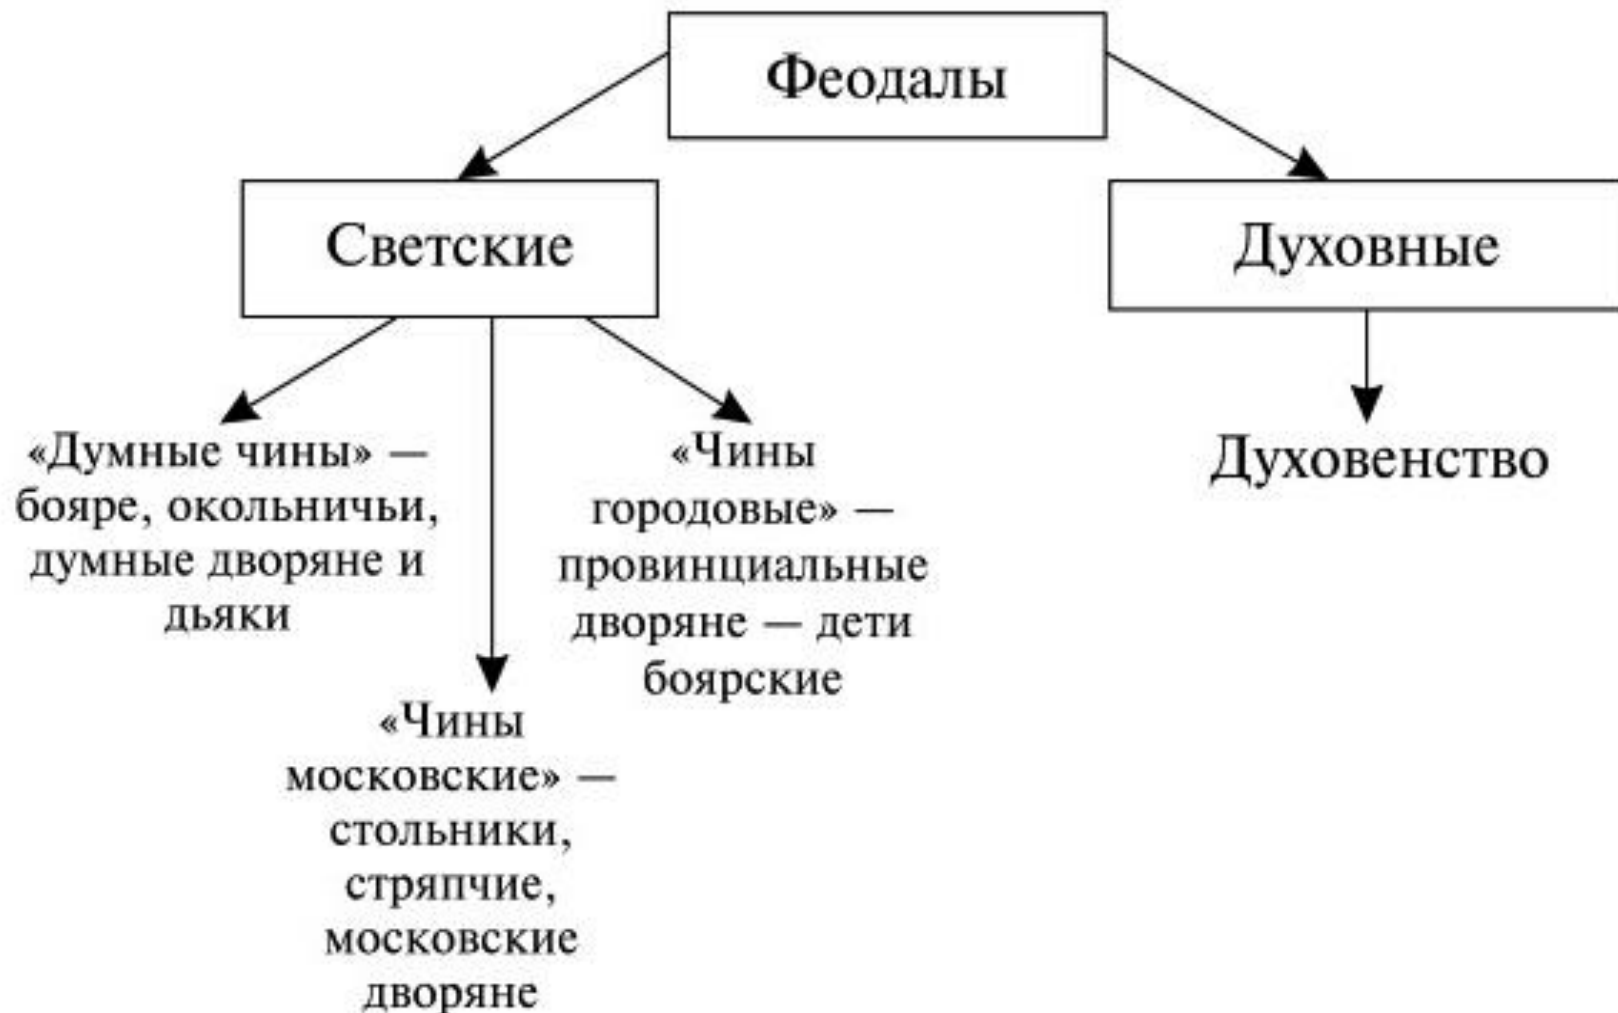 Феодалы
Светские
Духовные
«Думные чины» —
бояре, окольничьи,
думные дворяне и
дьяки
«Чины
московские» —
стольники,
стряпчие,
московские
дворяне
«Чины
городовые» —
провинциальные
дворяне — дети
боярские
Духовенство